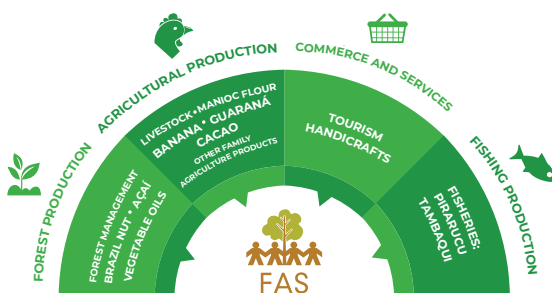 FOREST PRODUCTION
FOREST MANAGEMENT
BRAZIL NUT • AÇAÍ
VEGETABLE OILS
AGRICULTURAL PRODUCTION
LIVESTOCK • MANIOC FLOUR
BANANA • GUARANÁ
CACAO
OTHER FAMILY
AGRICULTURE PRODUCTS
COMMERCE AND SERVICES
TOURISM
HANDICRAFTS
FISHING PRODUCTION
FISHERIES:
PIRARUCU
TAMBAQUI
FAS